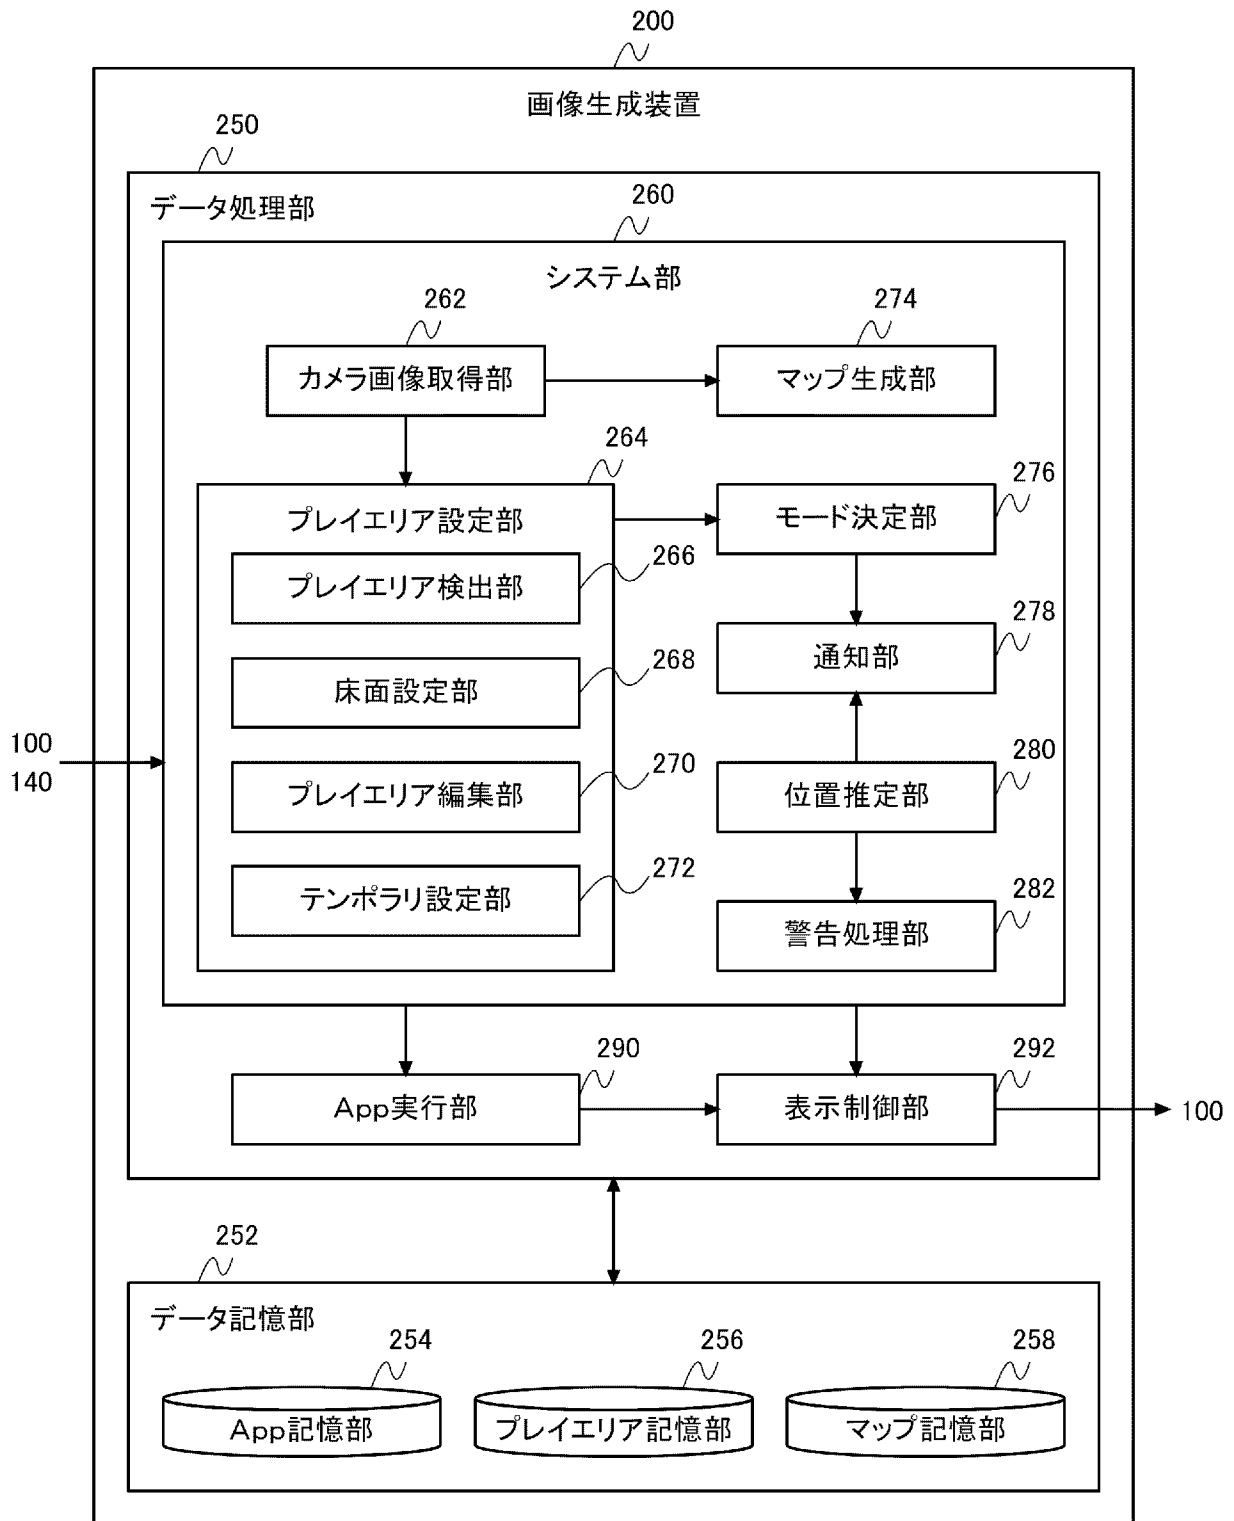 200
画像生成装置
250
データ処理部
260
システム部
262
274
カメラ画像取得部
マップ生成部
264
276
プレイエリア設定部
モード決定部
266
プレイエリア検出部
278
通知部
268
床面設定部
100
140
270
プレイエリア編集部
280
位置推定部
272
テンポラリ設定部
282
警告処理部
290
292
App実行部
表示制御部
100
252
データ記憶部
254
256
258
App記憶部
プレイエリア記憶部
マップ記憶部